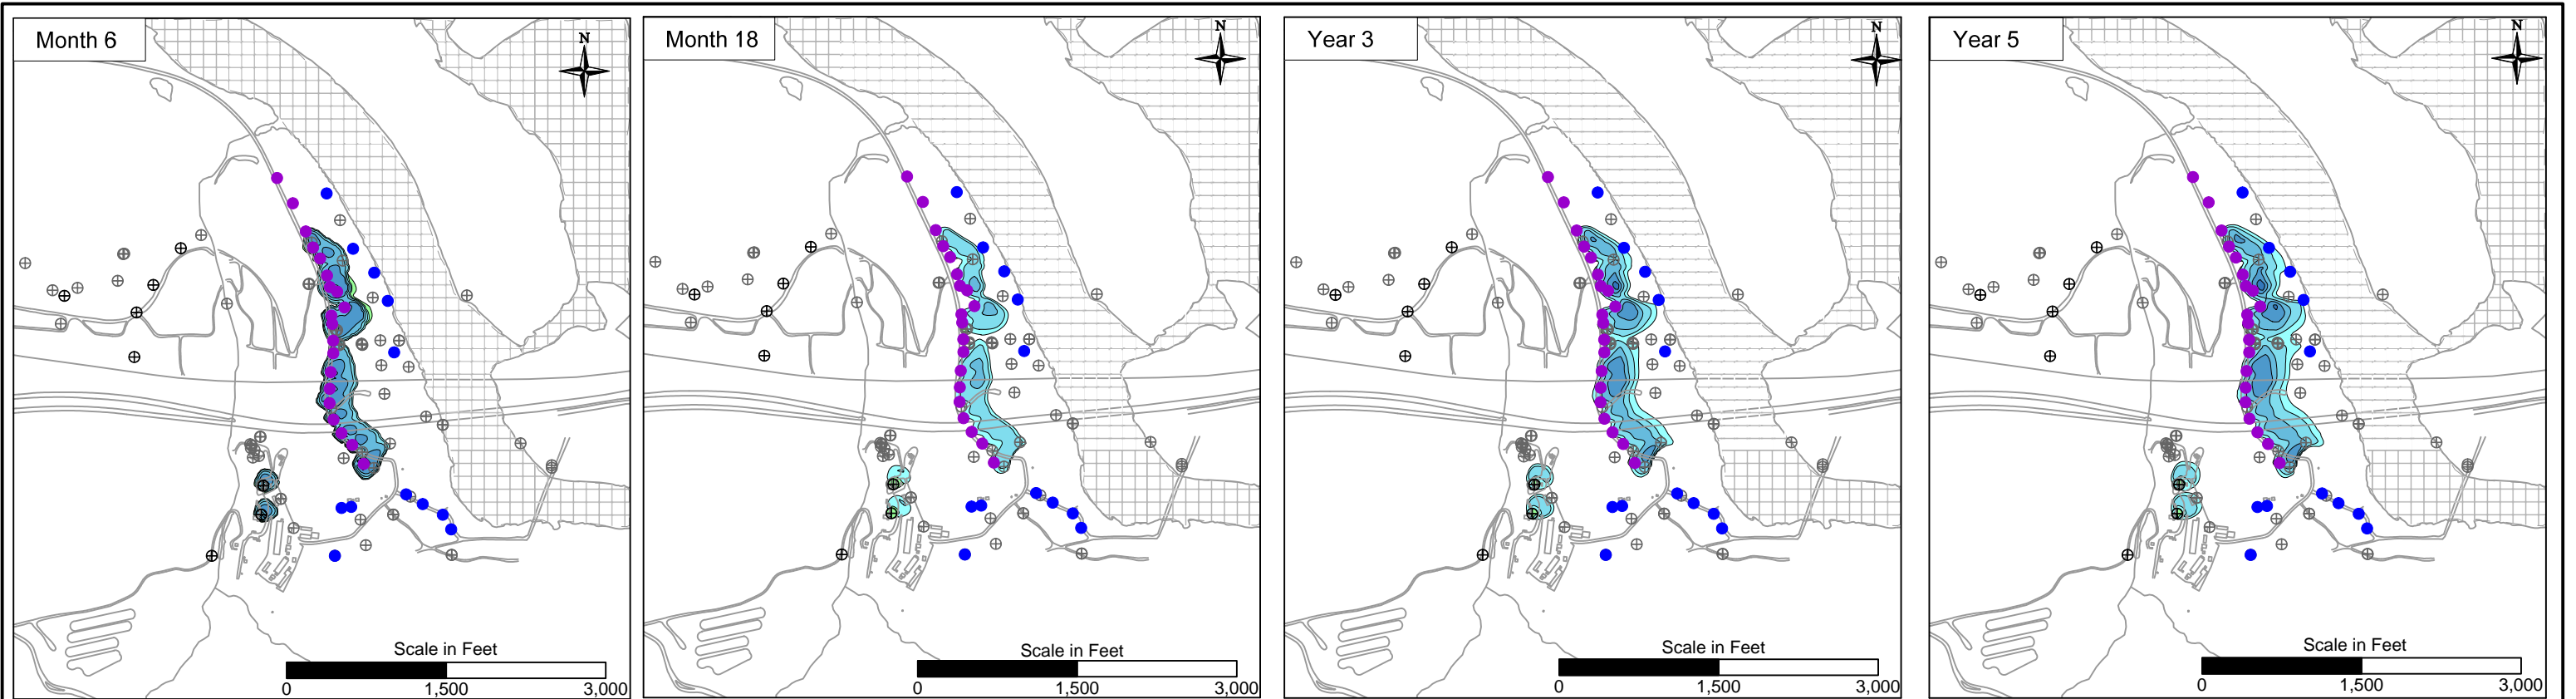 Month 6
N
Scale in Feet
0 1,500 3,000
Month 18
N
Scale in Feet
0 1,500 3,000
Year 3
N
Scale in Feet
0 1,500 3,000
Year 5
N
Scale in Feet
0 1,500 3,000